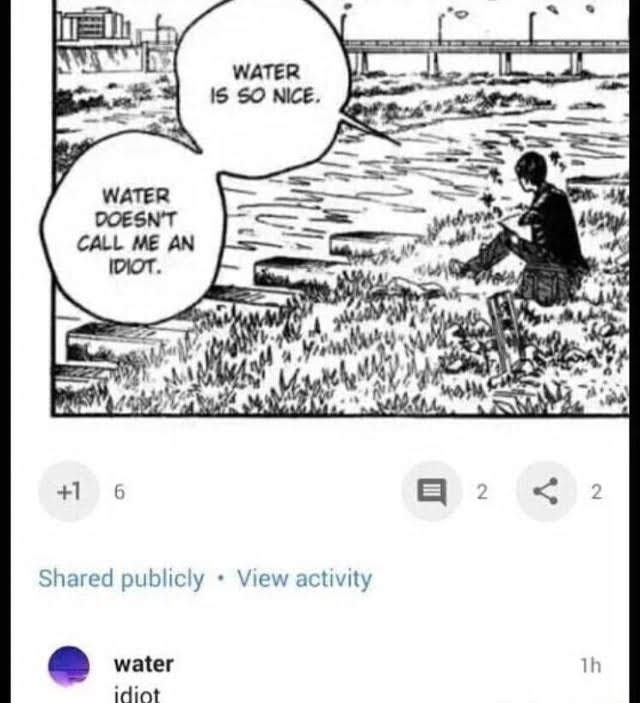 WATER
IS SO NICE.
WATER
DOESN'T
CALL ME AN
IDIOT.
+1 6 2 2
Shared publicly • View activity
water 1h
idiot